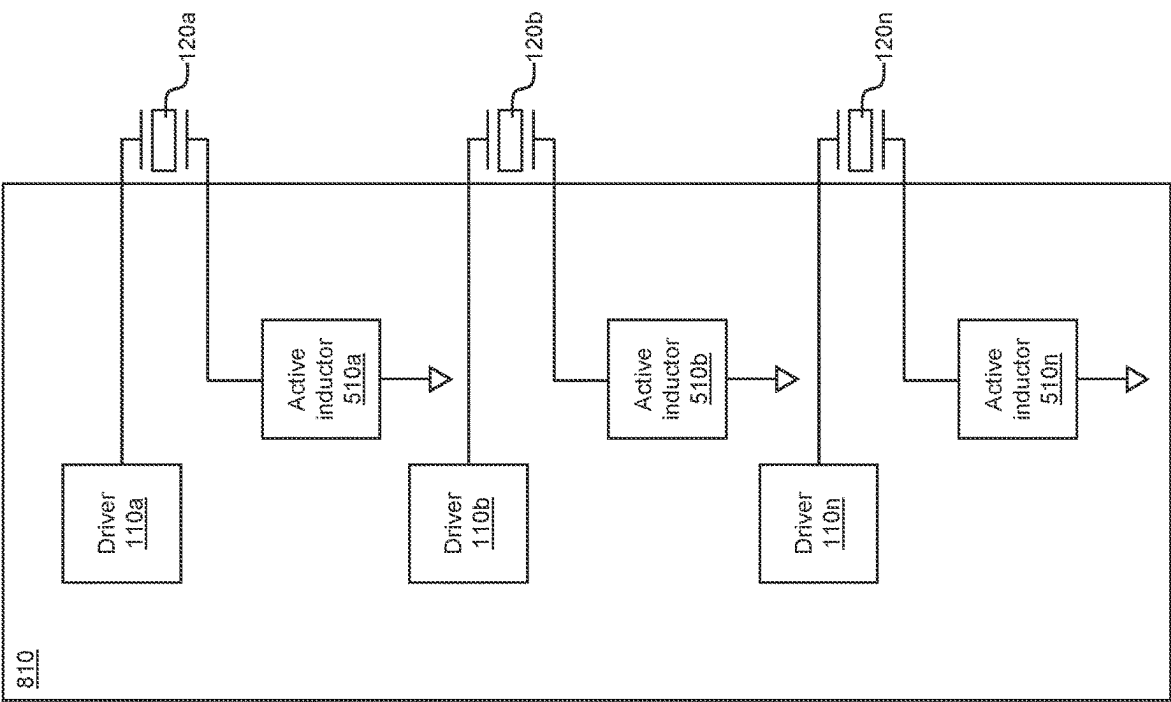 810
Driver
110a
Active
inductor
510a
120a
Driver
110b
Active
inductor
510b
120b
Driver
110n
Active
inductor
510n
120n